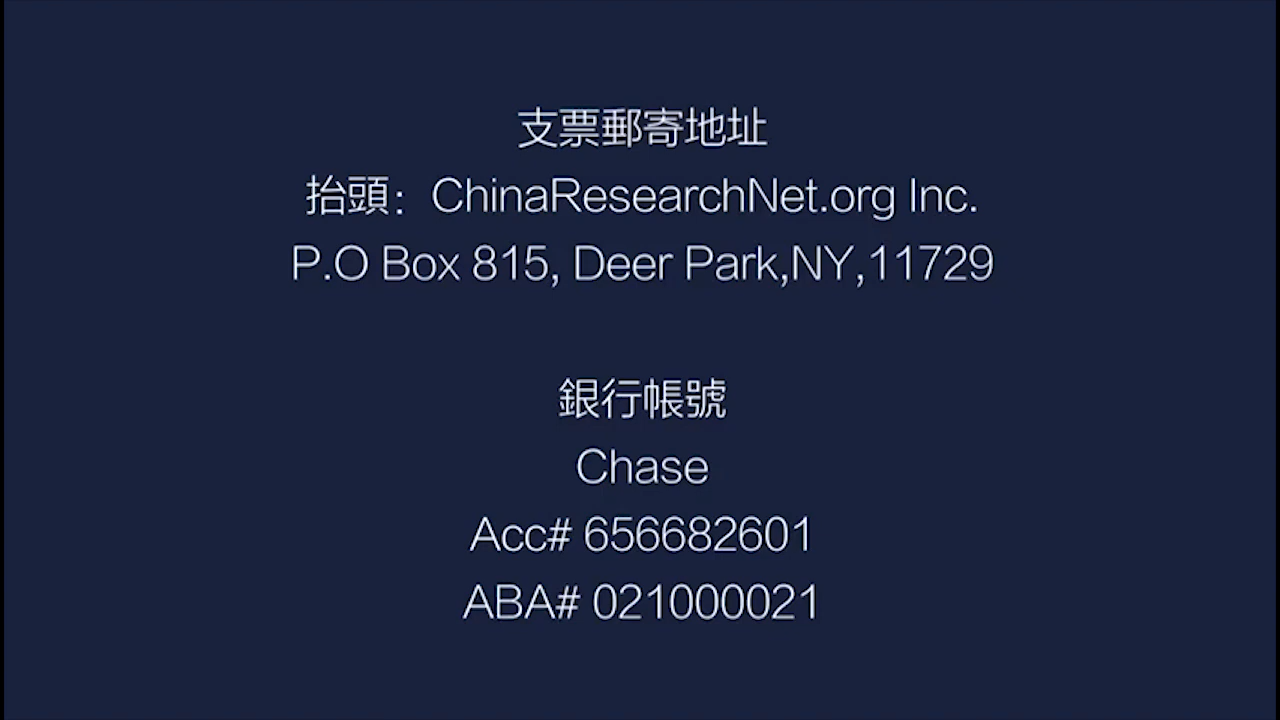 支票郵寄地址
抬頭：ChinaResearchNet.org Inc.
P.O Box 815, Deer Park,NY,11729
銀行帳號
Chase
Acc# 656682601
ABA# 021000021